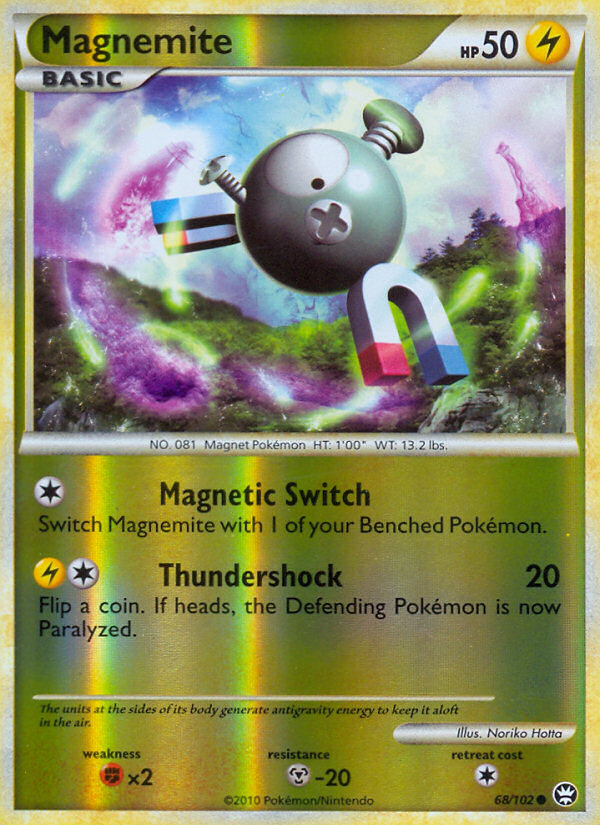 Magnemite
HP 50
BASIC
NO. 081 Magnet Pokémon HT: 1'00" WT: 13.2 lbs.
Magnetic Switch
Switch Magnemite with 1 of your Benched Pokémon.
Thundershock 20
Flip a coin. If heads, the Defending Pokémon is now
Paralyzed.
The units at the sides of its body generate antigravity energy to keep it aloft
in the air.
Illus. Noriko Hotta
weakness resistance retreat cost
×2 -20
©2010 Pokémon/Nintendo 68/102